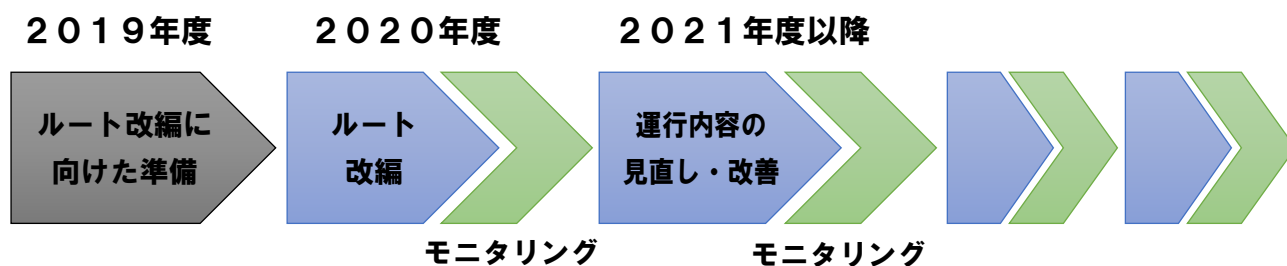 ２０１９年度
２０２０年度
２０２１年度以降
ルート改編に
向けた準備
ルート
改編
運行内容の
見直し・改善
モニタリング
モニタリング